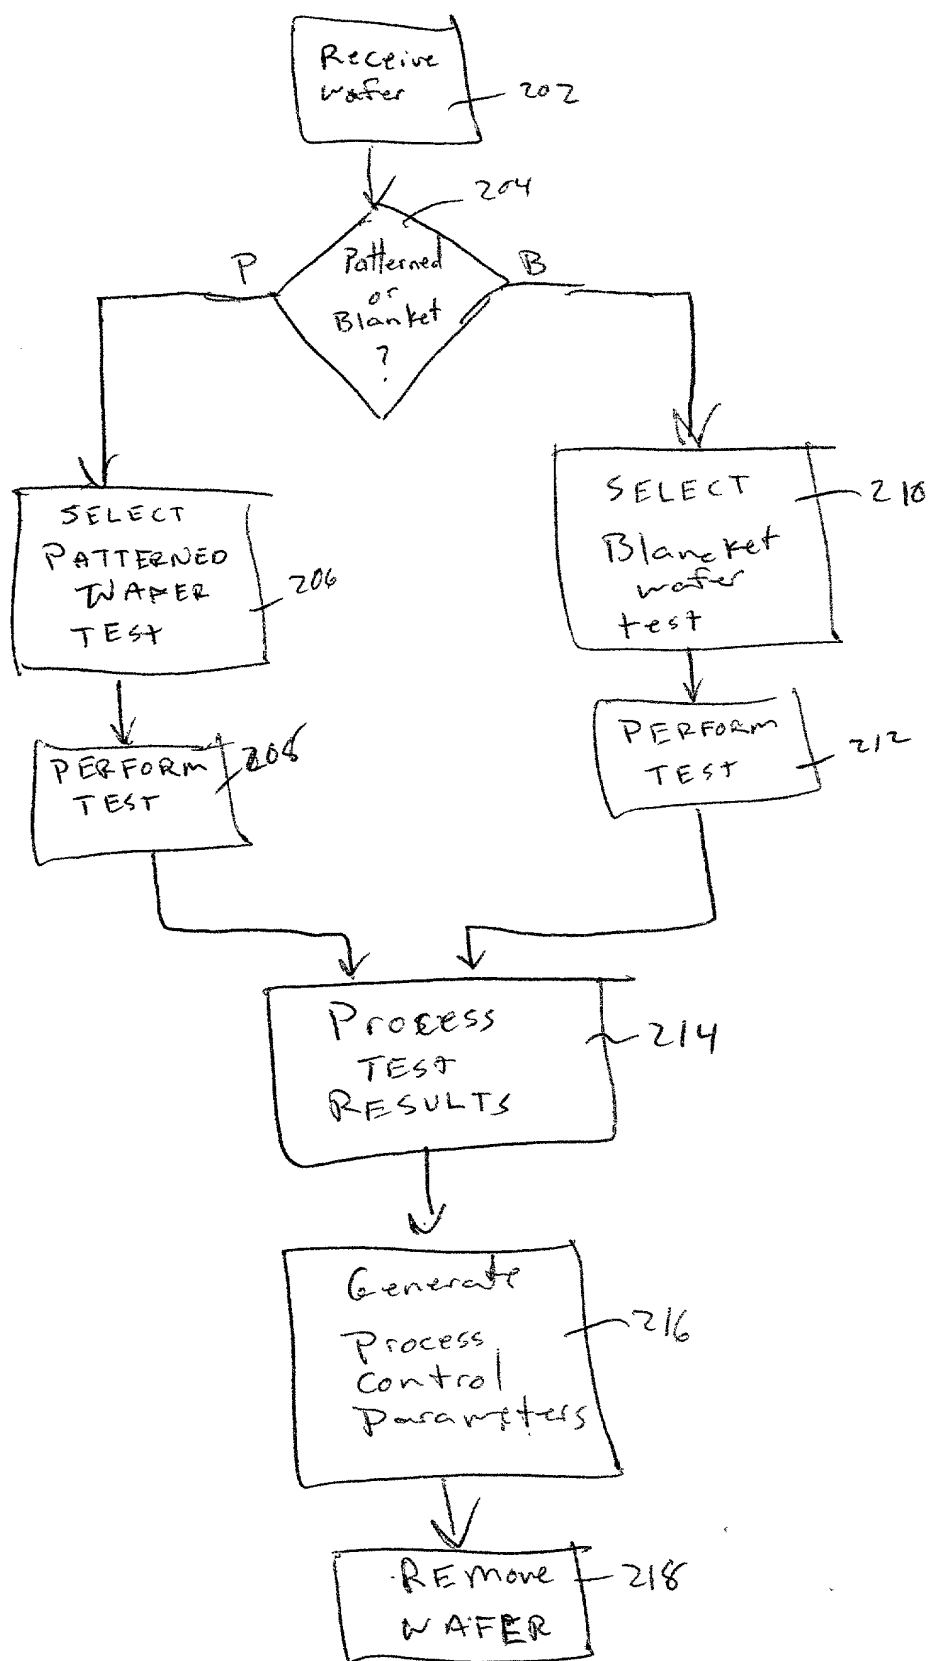 Receive
wafer
202
204
P
Patterned
or
Blanket
?
B
SELECT
PATTERNED
WAFER
TEST
206
SELECT
Blancket
wafer
test
210
PERFORM
TEST
208
PERFORM
TEST
212
Process
TEST
RESULTS
214
Generate
Process
control
Parameters
216
REMove
WAFER
218